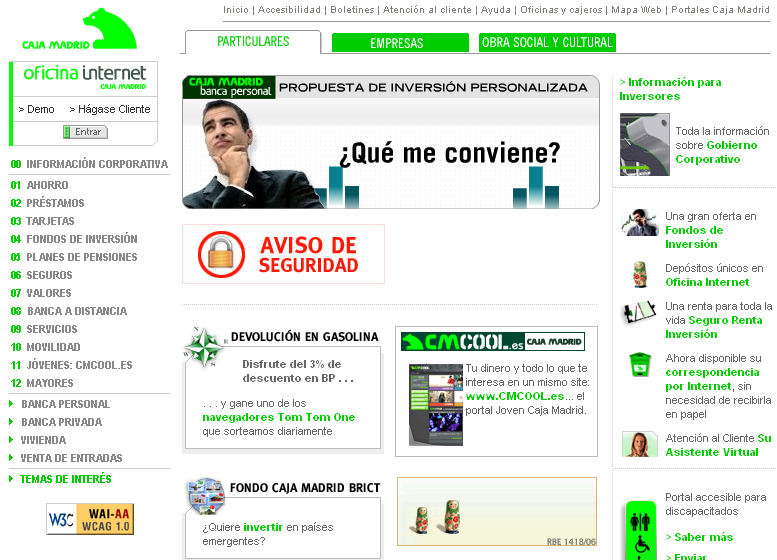 Inicio | Accesibilidad | Boletines | Atención al cliente | Ayuda | Oficinas y cajeros | Mapa Web | Portales Caja Madrid
CAJA MADRID
PARTICULARES
EMPRESAS
OBRA SOCIAL Y CULTURAL
oficina internet
CAJA MADRID
> Demo > Hágase Cliente
Entrar
00 INFORMACIÓN CORPORATIVA
01 AHORRO
02 PRÉSTAMOS
03 TARJETAS
04 FONDOS DE INVERSIÓN
05 PLANES DE PENSIONES
06 SEGUROS
07 VALORES
08 BANCA A DISTANCIA
09 SERVICIOS
10 MOVILIDAD
11 JÓVENES: CMCOOL.ES
12 MAYORES
BANCA PERSONAL
BANCA PRIVADA
VIVIENDA
VENTA DE ENTRADAS
TEMAS DE INTERÉS
W3C WAI-AA
WCAG 1.0
CAJA MADRID
banca personal
PROPUESTA DE INVERSIÓN PERSONALIZADA
¿Qué me conviene?
AVISO DE
SEGURIDAD
N
E
W
S
DEVOLUCIÓN EN GASOLINA
Disfrute del 3% de
descuento en BP . . .
. . . y gane uno de los
navegadores Tom Tom One
que sorteamos diariamente
CMCOOL.es CAJA MADRID
Tu dinero y todo lo que te
interesa en un mismo site:
www.CMCOOL.es... el
portal Joven Caja Madrid.
FONDO CAJA MADRID BRICT
¿Quiere invertir en países
emergentes?
RBE 1418/06
> Información para
Inversores
Toda la información
sobre Gobierno
Corporativo
Una gran oferta en
Fondos de
Inversión
Depósitos únicos en
Oficina Internet
Una renta para toda la
vida Seguro Renta
Inversión
Ahora disponible su
correspondencia
por Internet, sin
necesidad de recibirla
en papel
Atención al Cliente Su
Asistente Virtual
Portal accesible para
discapacitados
> Saber más
> Enviar